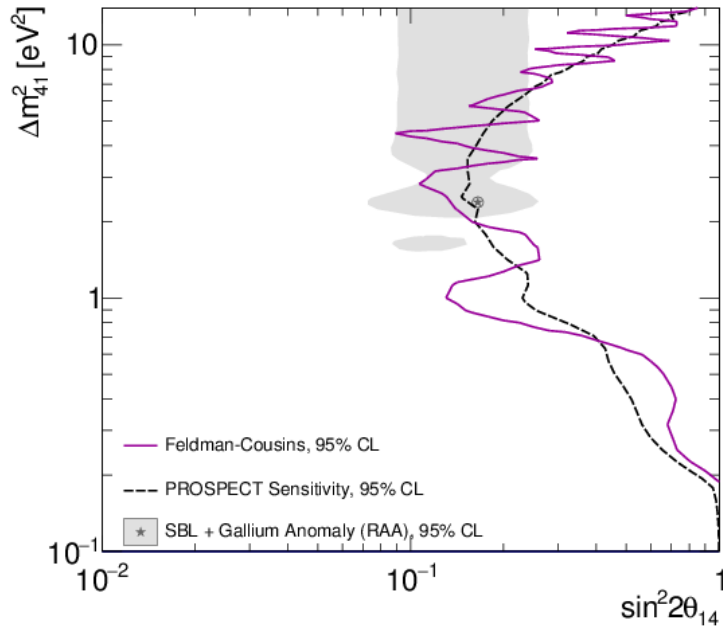 Δm²₄₁ [eV²]
10
1
10⁻¹
Feldman-Cousins, 95% CL
PROSPECT Sensitivity, 95% CL
SBL + Gallium Anomaly (RAA), 95% CL
10⁻² 10⁻¹ 1
sin²2θ₁₄